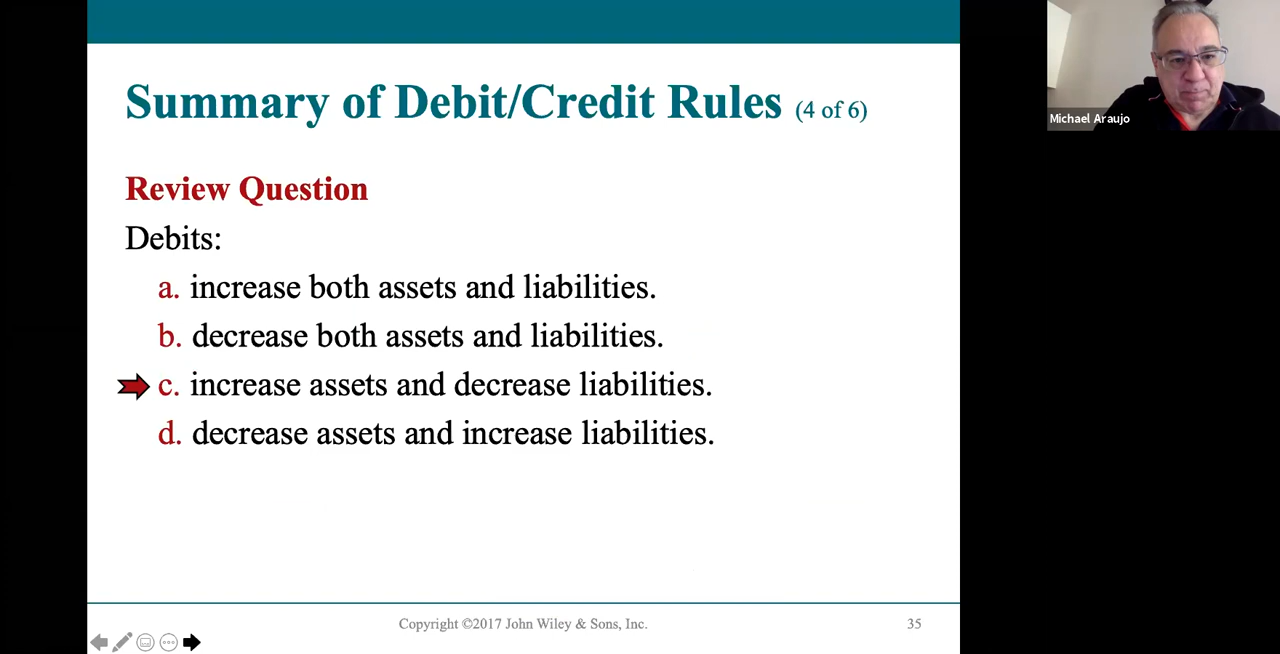 Summary of Debit/Credit Rules (4 of 6)
Review Question
Debits:
a. increase both assets and liabilities.
b. decrease both assets and liabilities.
c. increase assets and decrease liabilities.
d. decrease assets and increase liabilities.
Copyright ©2017 John Wiley & Sons, Inc.
35
Michael Araujo